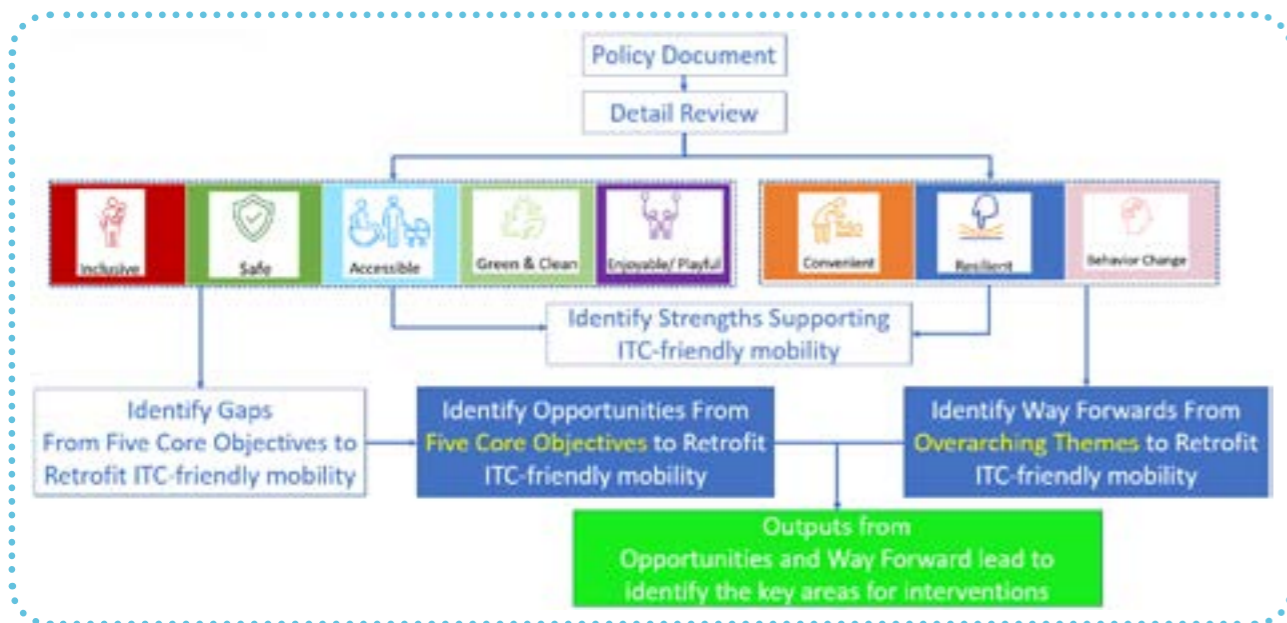 Policy Document
Detail Review
Inclusive
Safe
Accessible
Green & Clean
Enjoyable/ Playful
Convenient
Resilient
Behavior Change
Identify Strengths Supporting
ITC-friendly mobility
Identify Gaps
From Five Core Objectives to
Retrofit ITC-friendly mobility
Identify Opportunities From
Five Core Objectives to Retrofit
ITC-friendly mobility
Identify Way Forwards From
Overarching Themes to Retrofit
ITC-friendly mobility
Outputs from
Opportunities and Way Forward lead to
identify the key areas for interventions